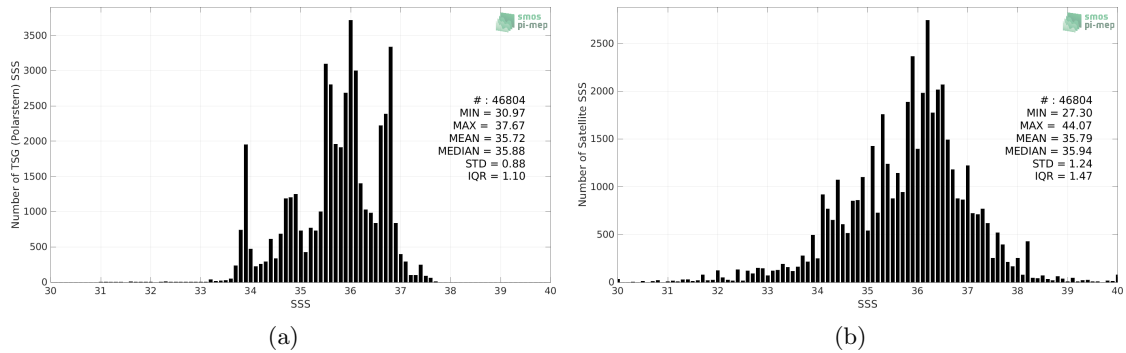 smos
pi-mep
Number of TSG (Polarstern) SSS
3500
3000
2500
2000
1500
1000
500
0
# : 46804
MIN = 30.97
MAX = 37.67
MEAN = 35.72
MEDIAN = 35.88
STD = 0.88
IQR = 1.10
30 31 32 33 34 35 36 37 38 39 40
SSS
(a)
smos
pi-mep
Number of Satellite SSS
2500
2000
1500
1000
500
0
# : 46804
MIN = 27.30
MAX = 44.07
MEAN = 35.79
MEDIAN = 35.94
STD = 1.24
IQR = 1.47
30 31 32 33 34 35 36 37 38 39 40
SSS
(b)